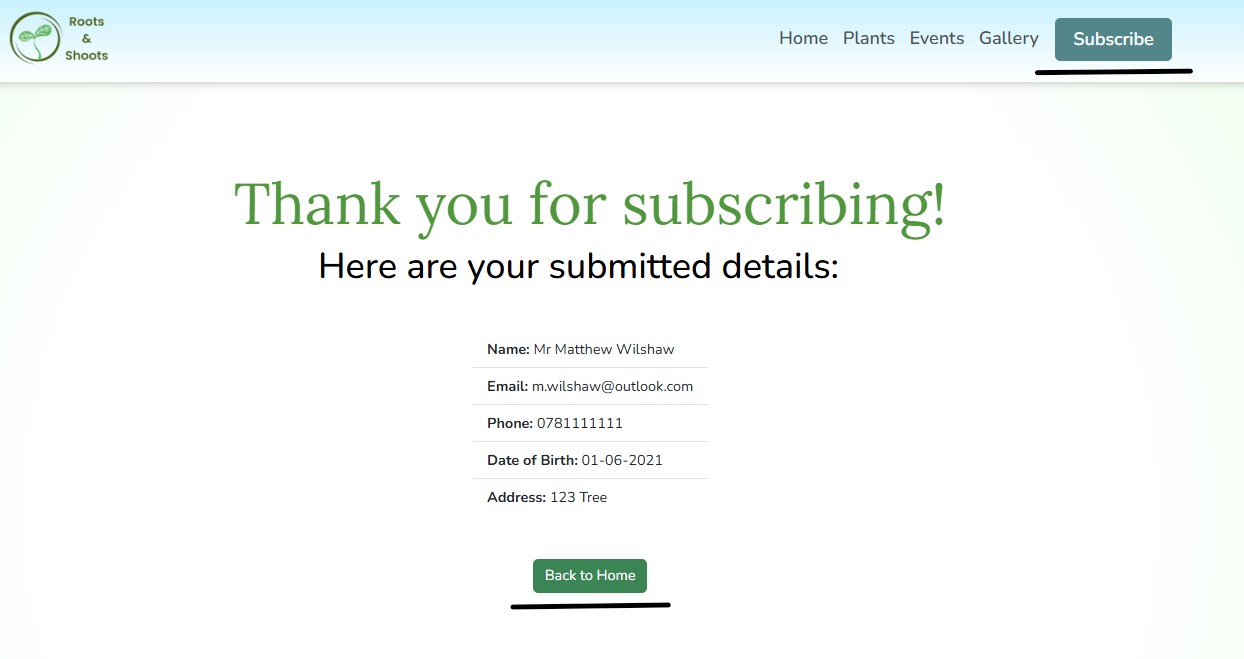 Roots
&
Shoots
Home Plants Events Gallery Subscribe
Thank you for subscribing!
Here are your submitted details:
Name: Mr Matthew Wilshaw
Email: m.wilshaw@outlook.com
Phone: 0781111111
Date of Birth: 01-06-2021
Address: 123 Tree
Back to Home